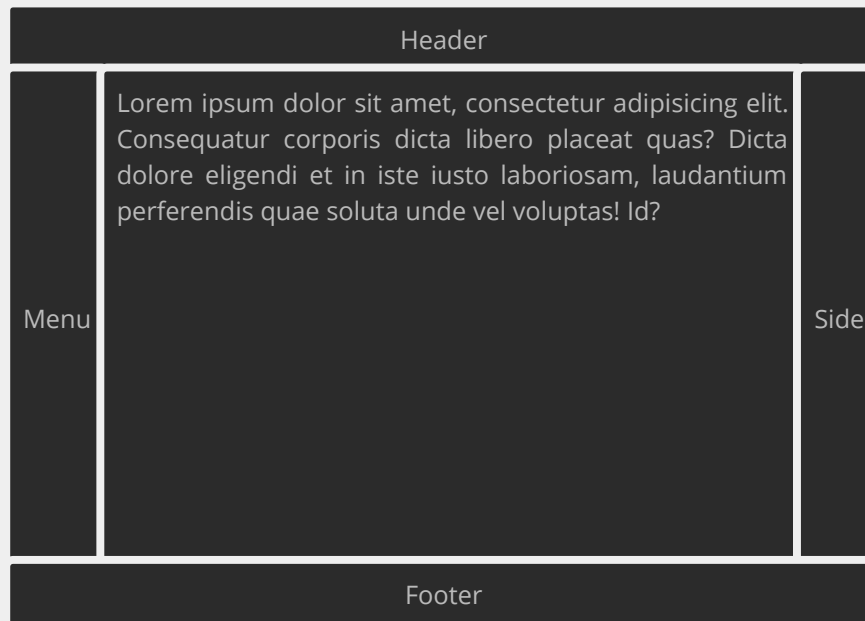 Header
Lorem ipsum dolor sit amet, consectetur adipisicing elit.
Consequatur corporis dicta libero placeat quas? Dicta
dolore eligendi et in iste iusto laboriosam, laudantium
perferendis quae soluta unde vel voluptas! Id?
Menu
Side
Footer